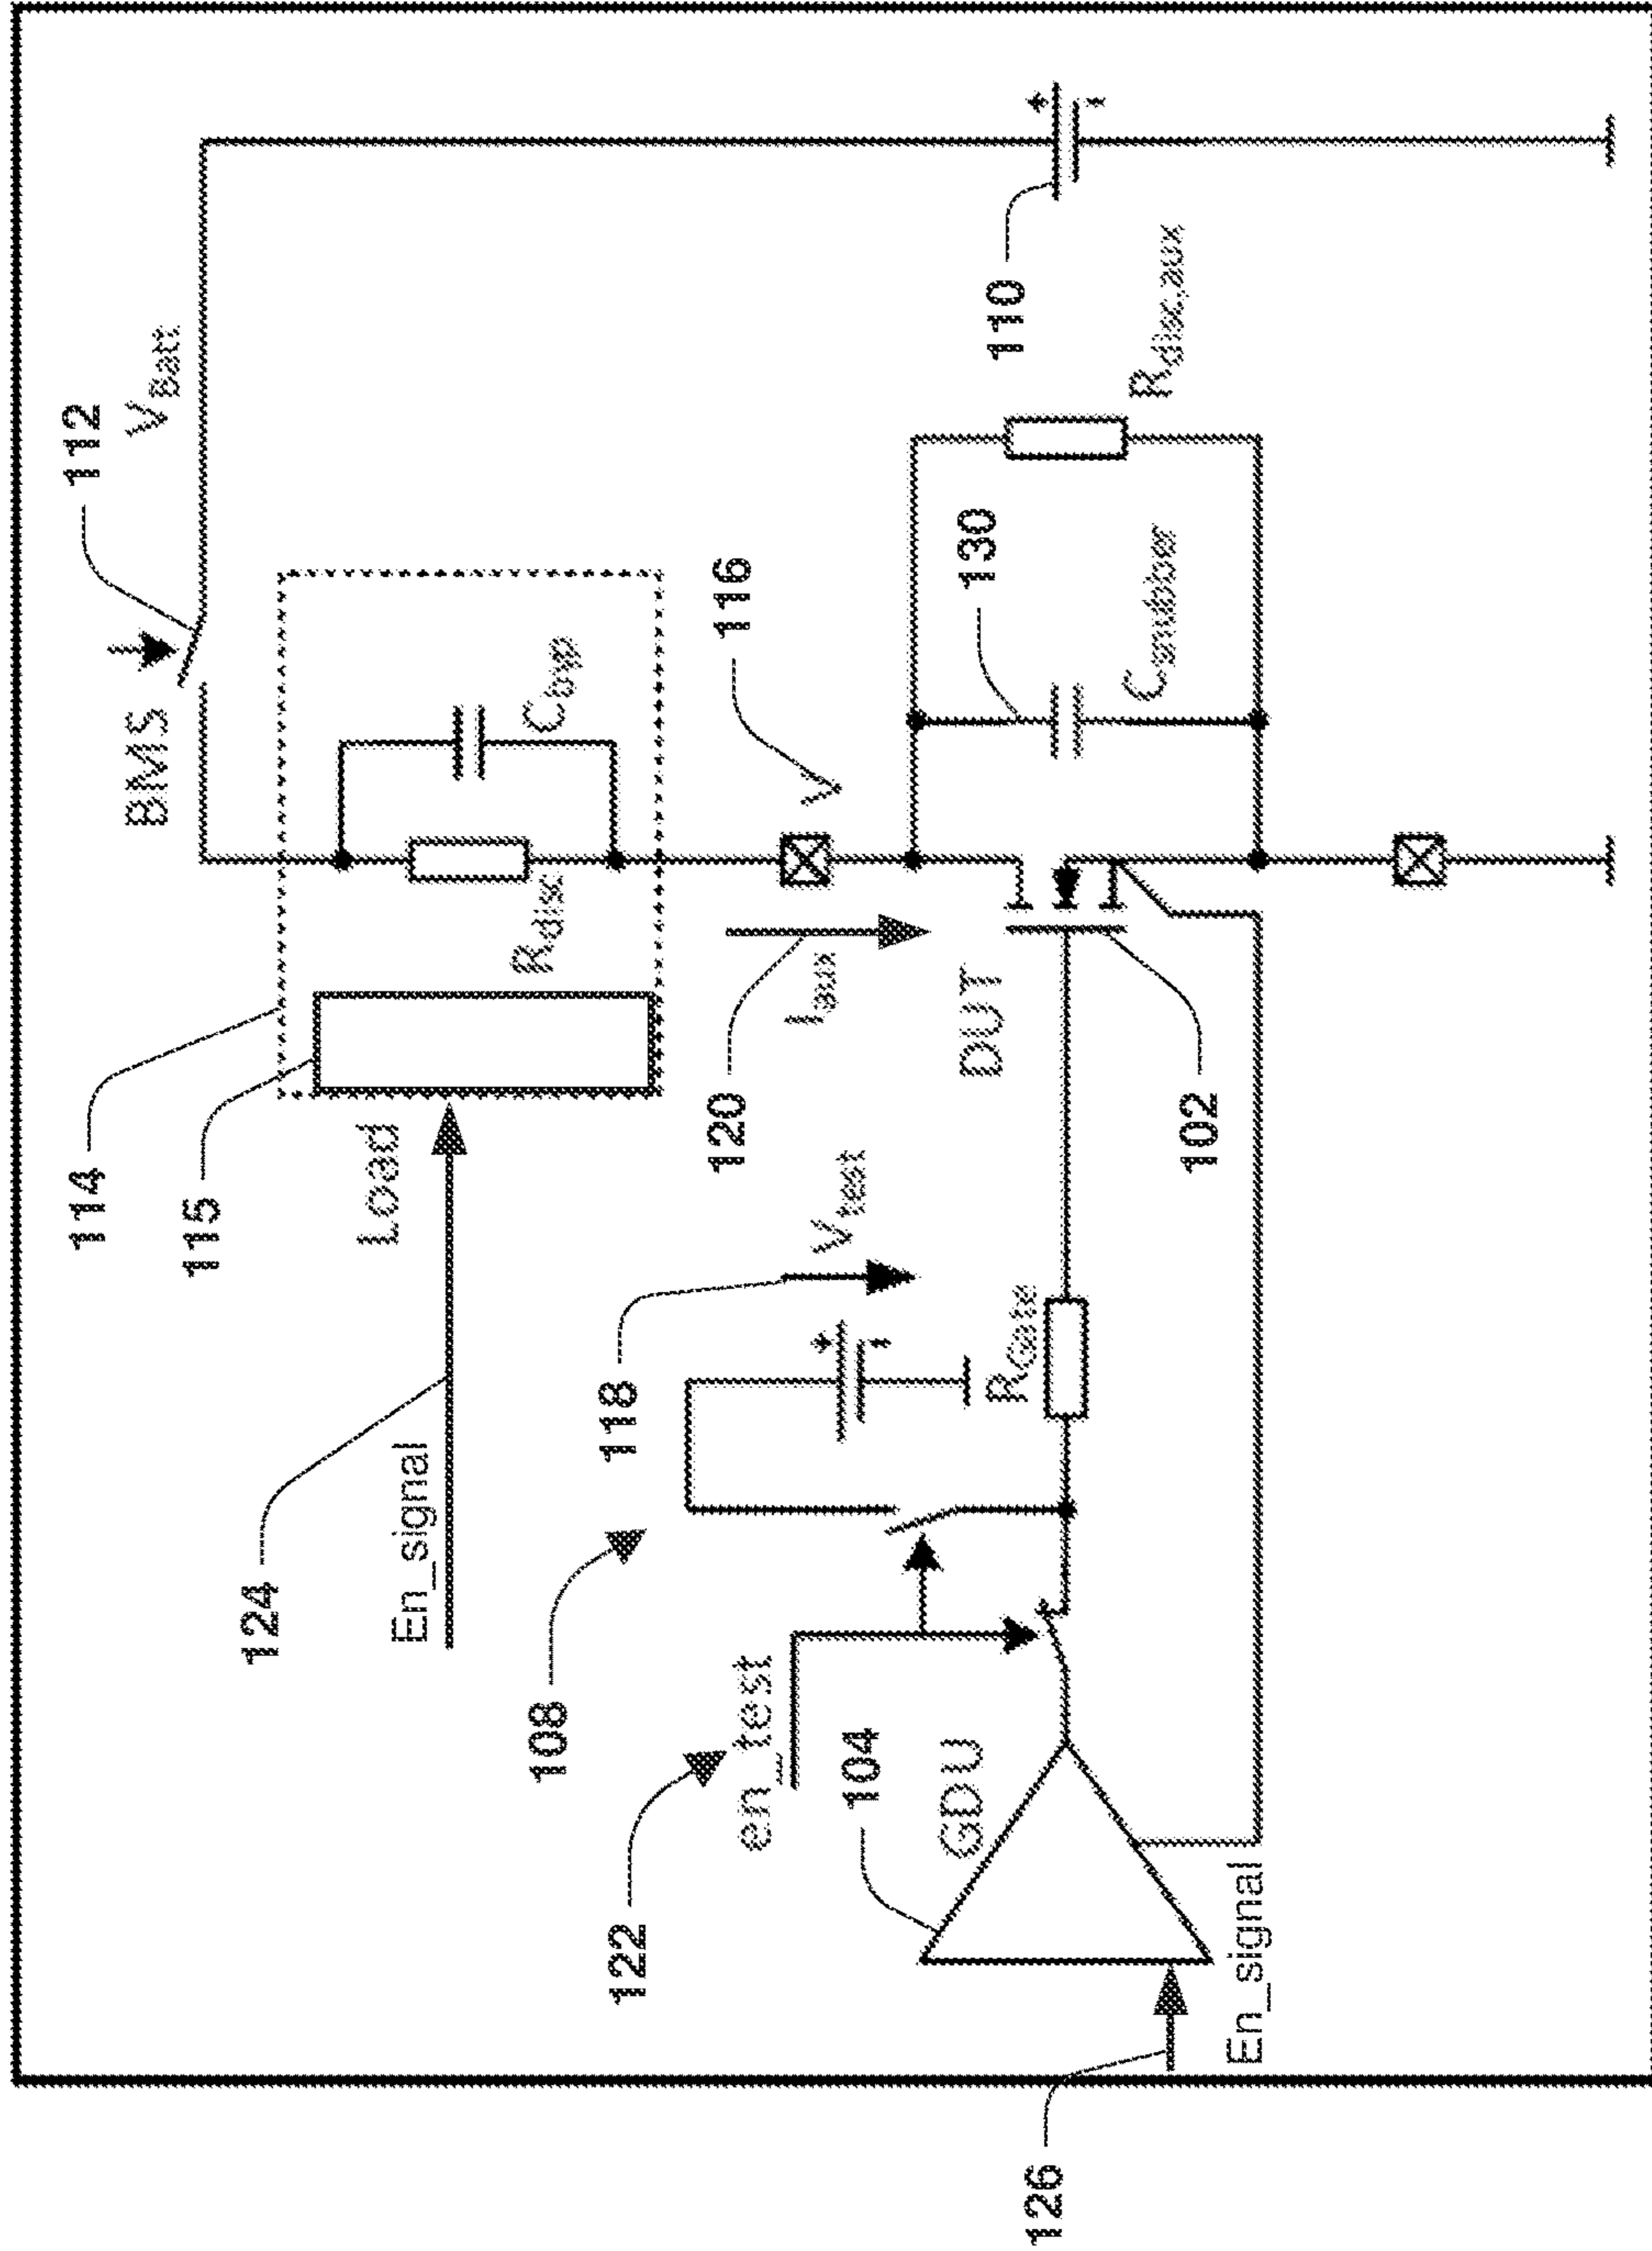 112
V_Batt
BMS
114
115
Load
R_disc
C_byp
124
En_signal
116
V
120
I_aux
118
V_test
108
122
en_test
104
GDU
R_Gate
DUT
102
130
C_snubber
110
+
-
R_disc,aux
+
-
126
En_signal